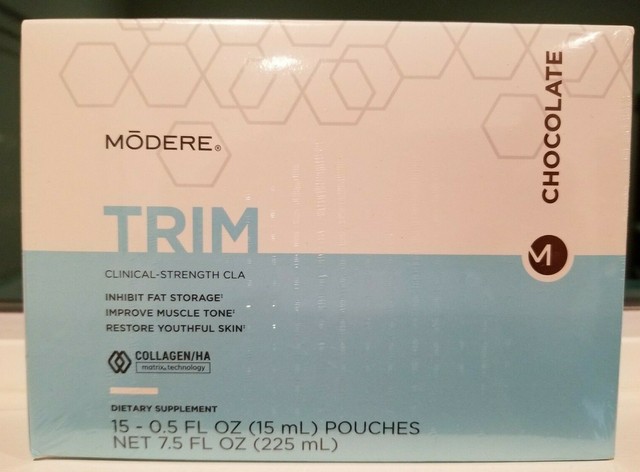 MŌDERE®
CHOCOLATE
TRIM
M
CLINICAL-STRENGTH CLA
INHIBIT FAT STORAGE‡
IMPROVE MUSCLE TONE‡
RESTORE YOUTHFUL SKIN‡
COLLAGEN/HA
matrix® technology
DIETARY SUPPLEMENT
15 - 0.5 FL OZ (15 mL) POUCHES
NET 7.5 FL OZ (225 mL)